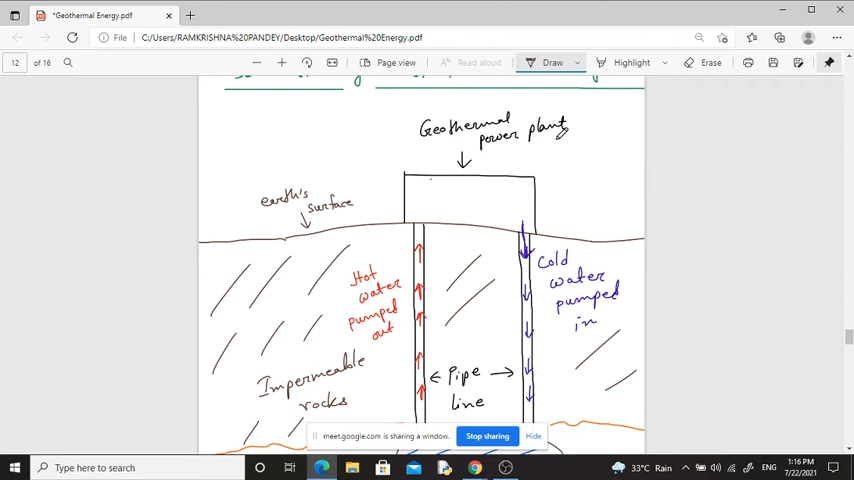 *Geothermal Energy.pdf
File
C:/Users/RAMKRISHNA%20PANDEY/Desktop/Geothermal%20Energy.pdf
12 of 16
Page view
Read aloud
Draw
Highlight
Erase
Geothermal
power plant
earth's
surface
Hot
water
pumped
out
Cold
water
pumped
in
Impermeable
rocks
Pipe
line
meet.google.com is sharing a window.
Stop sharing
Hide
Type here to search
33°C Rain
ENG
1:16 PM
7/22/2021